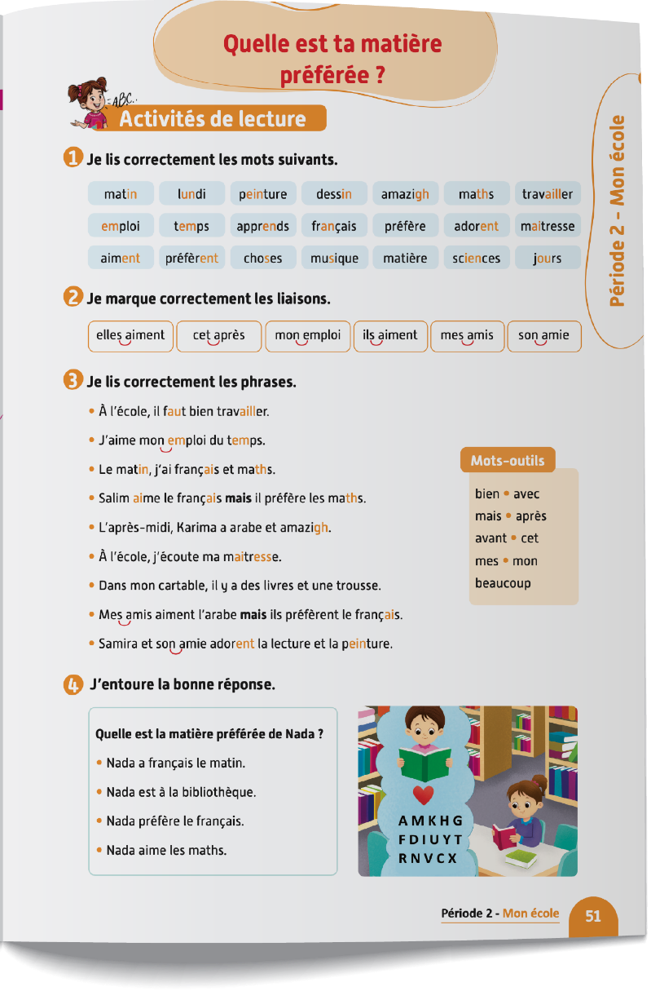 Quelle est ta matière
préférée ?
ABC..
Activités de lecture
1 Je lis correctement les mots suivants.
matin lundi peinture dessin amazigh maths travailler
emploi temps apprends français préfère adorent maitresse
aiment préfèrent choses musique matière sciences jours
2 Je marque correctement les liaisons.
elles aiment cet après mon emploi ils aiment mes amis son amie
3 Je lis correctement les phrases.
• À l'école, il faut bien travailler.
• J'aime mon emploi du temps.
• Le matin, j'ai français et maths.
• Salim aime le français mais il préfère les maths.
• L'après-midi, Karima a arabe et amazigh.
• À l'école, j'écoute ma maitresse.
• Dans mon cartable, il y a des livres et une trousse.
• Mes amis aiment l'arabe mais ils préfèrent le français.
• Samira et son amie adorent la lecture et la peinture.
Mots-outils
bien • avec
mais • après
avant • cet
mes • mon
beaucoup
4 J'entoure la bonne réponse.
Quelle est la matière préférée de Nada ?
• Nada a français le matin.
• Nada est à la bibliothèque.
• Nada préfère le français.
• Nada aime les maths.
A M K H G
F D I U Y T
R N V C X
Période 2 - Mon école
Période 2 - Mon école
51